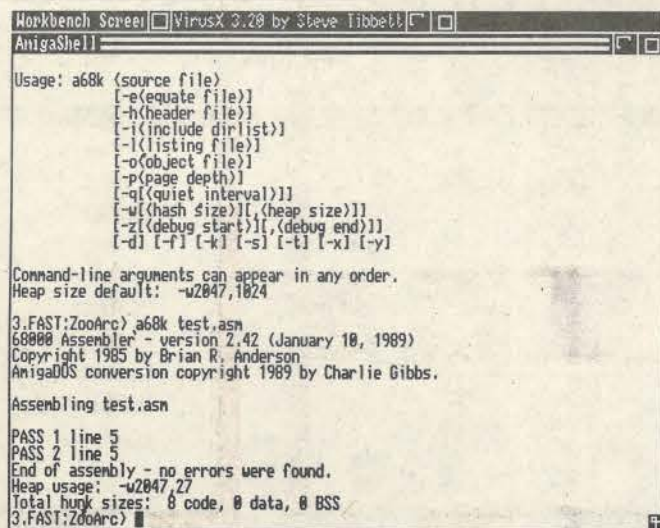 Workbench Screen VirusX 3.20 by Steve Tibbett
AmigaShell
Usage: a68k <source file>
[-e<equate file>]
[-h<header file>]
[-i<include dirlist>]
[-l<listing file>]
[-o<object file>]
[-p<page depth>]
[-q[<quiet interval>]]
[-w[<hash size>][,<heap size>]]
[-z[<debug start>][,<debug end>]]
[-d] [-f] [-k] [-s] [-t] [-x] [-y]
Command-line arguments can appear in any order.
Heap size default: -w2047,1024
3.FAST:ZooArc> a68k test.asm
68000 Assembler - version 2.42 (January 10, 1989)
Copyright 1985 by Brian R. Anderson
AmigaDOS conversion copyright 1989 by Charlie Gibbs.
Assembling test.asm
PASS 1 line 5
PASS 2 line 5
End of assembly - no errors were found.
Heap usage: -w2047,27
Total hunk sizes: 8 code, 0 data, 0 BSS
3.FAST:ZooArc>